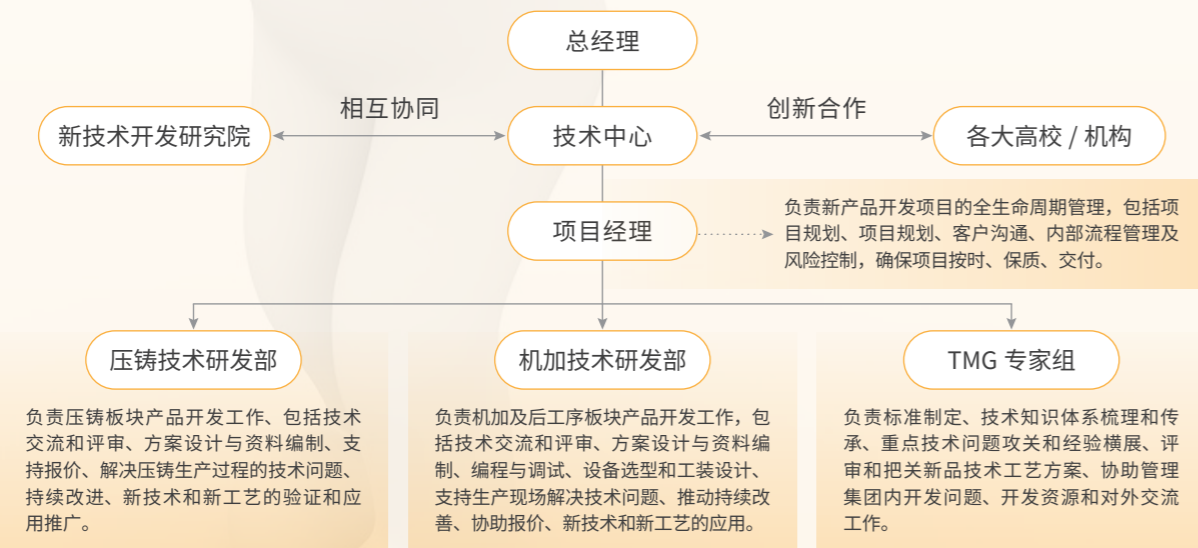 总经理
相互协同
创新合作
新技术开发研究院
技术中心
各大高校 / 机构
项目经理
负责新产品开发项目的全生命周期管理，包括项
目规划、项目规划、客户沟通、内部流程管理及
风险控制，确保项目按时、保质、交付。
压铸技术研发部
负责压铸板块产品开发工作、包括技术
交流和评审、方案设计与资料编制、支
持报价、解决压铸生产过程的技术问题、
持续改进、新技术和新工艺的验证和应
用推广。
机加技术研发部
负责机加及后工序板块产品开发工作，包
括技术交流和评审、方案设计与资料编
制、编程与调试、设备选型和工装设计、
支持生产现场解决技术问题、推动持续改
善、协助报价、新技术和新工艺的应用。
TMG 专家组
负责标准制定、技术知识体系梳理和传
承、重点技术问题攻关和经验横展、评
审和把关新品技术工艺方案、协助管理
集团内开发问题、开发资源和对外交流
工作。